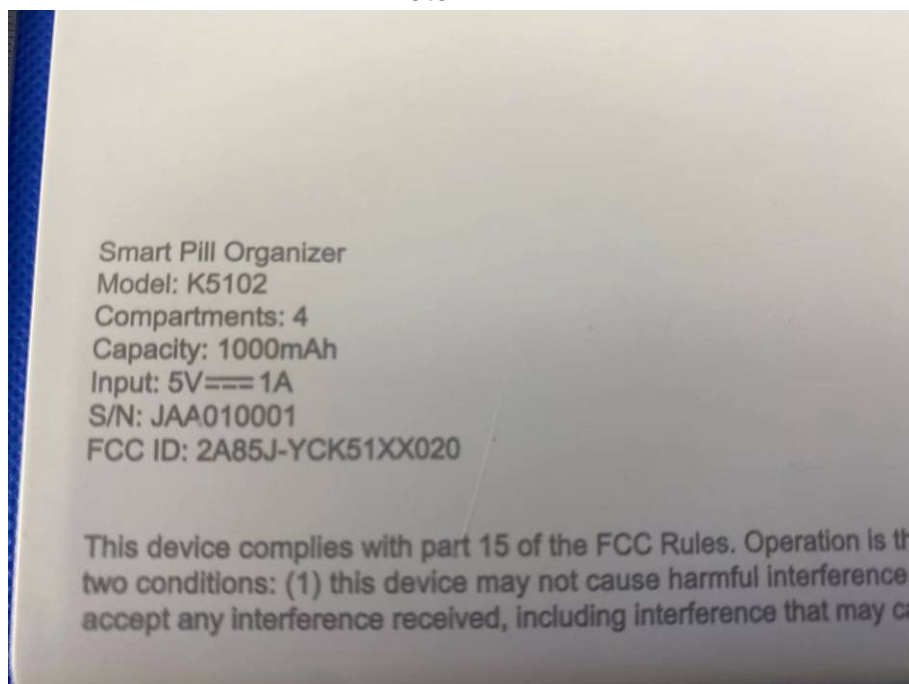 Smart Pill Organizer
Model: K5102
Compartments: 4
Capacity: 1000mAh
Input: 5V⎓1A
S/N: JAA010001
FCC ID: 2A85J-YCK51XX020
This device complies with part 15 of the FCC Rules. Operation is
two conditions: (1) this device may not cause harmful interference
accept any interference received, including interference that may